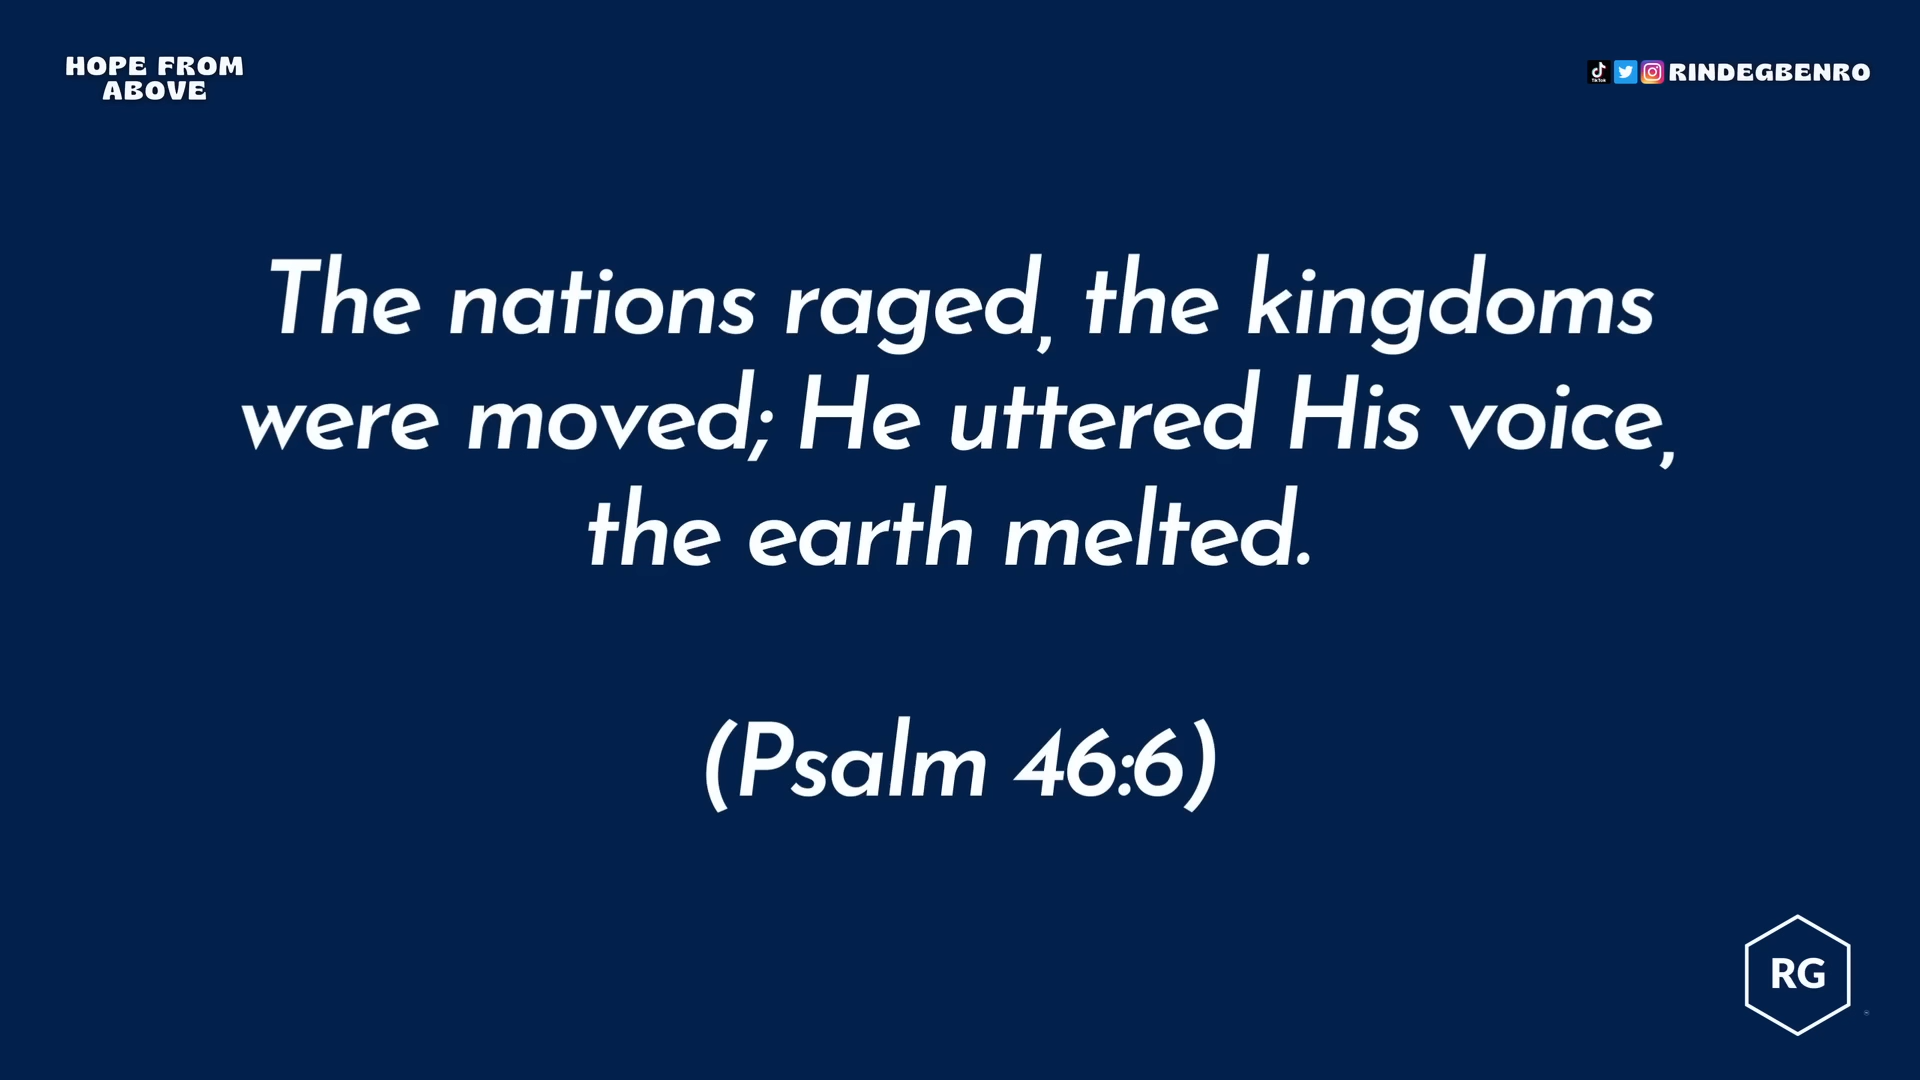 HOPE FROM
ABOVE
RINDEGBENRO
The nations raged, the kingdoms
were moved; He uttered His voice,
the earth melted.
(Psalm 46:6)
RG